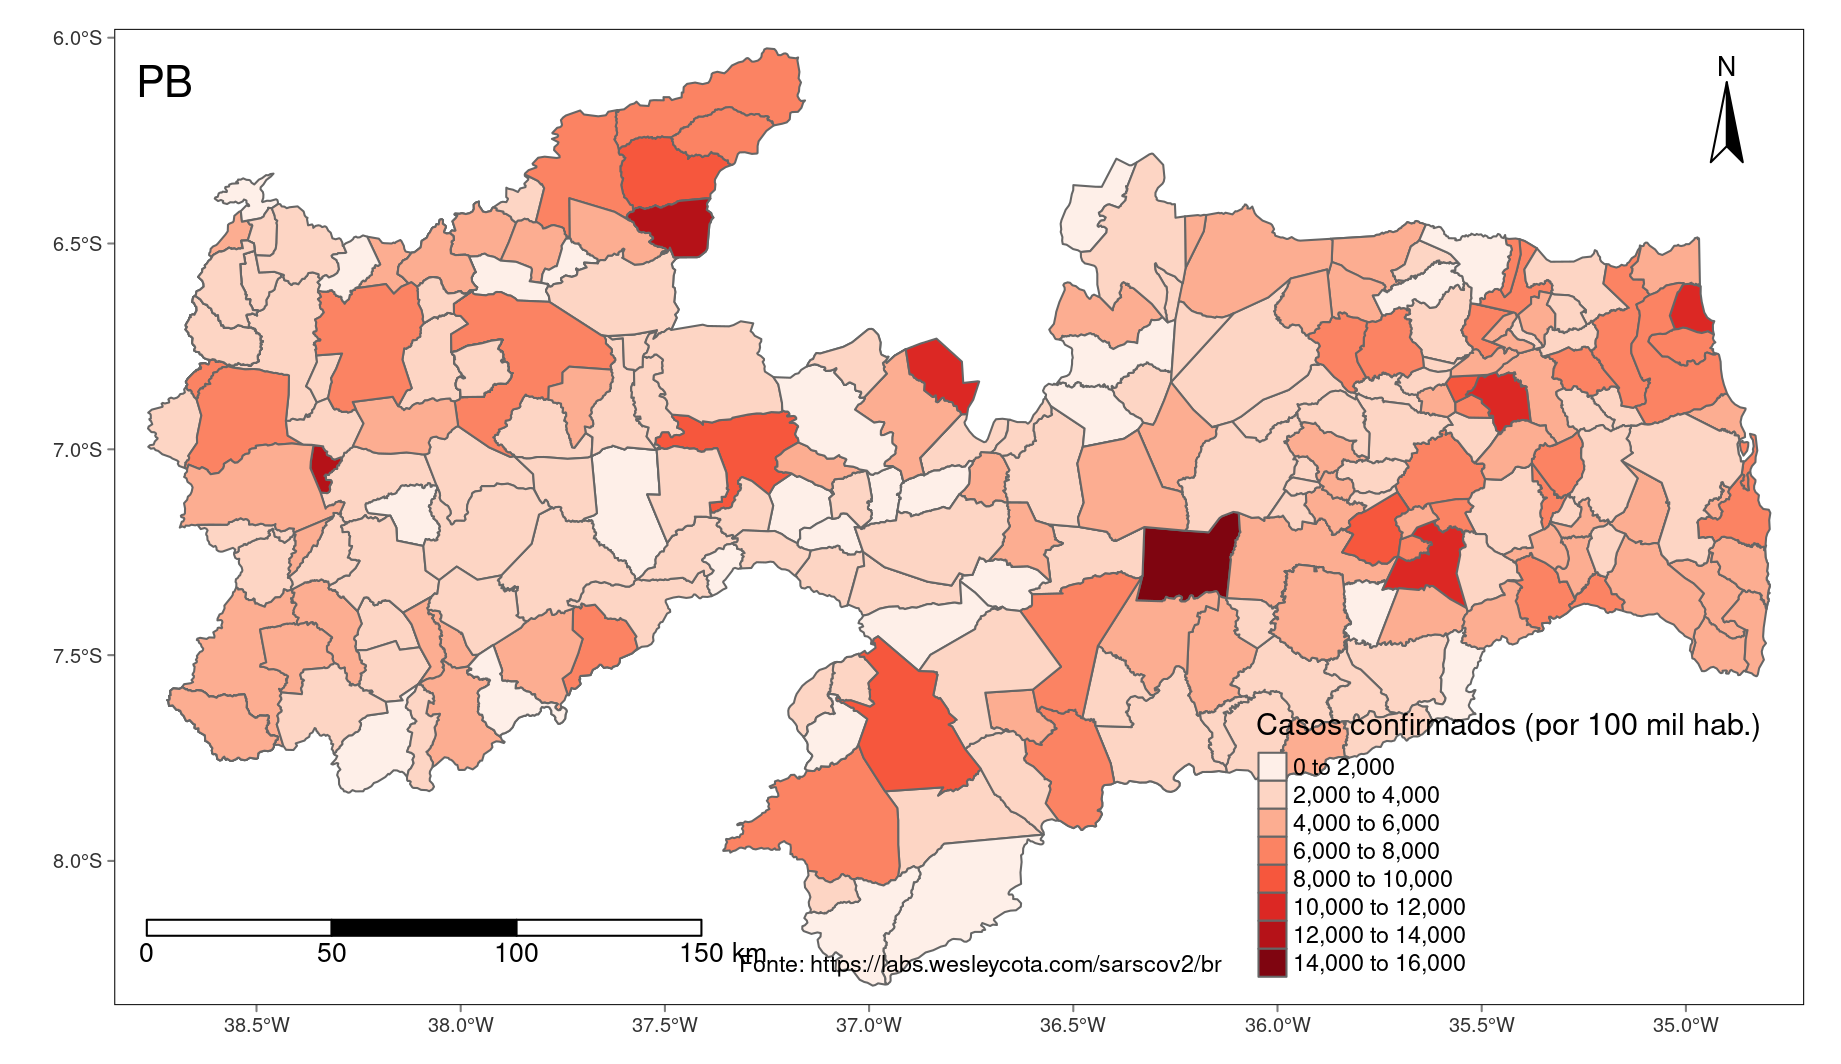 6.0°S
PB
N
6.5°S
7.0°S
7.5°S
8.0°S
Casos confirmados (por 100 mil hab.)
0 to 2,000
2,000 to 4,000
4,000 to 6,000
6,000 to 8,000
8,000 to 10,000
10,000 to 12,000
12,000 to 14,000
14,000 to 16,000
0 50 100 150 km
Fonte: https://labs.wesleycota.com/sarscov2/br
38.5°W 38.0°W 37.5°W 37.0°W 36.5°W 36.0°W 35.5°W 35.0°W